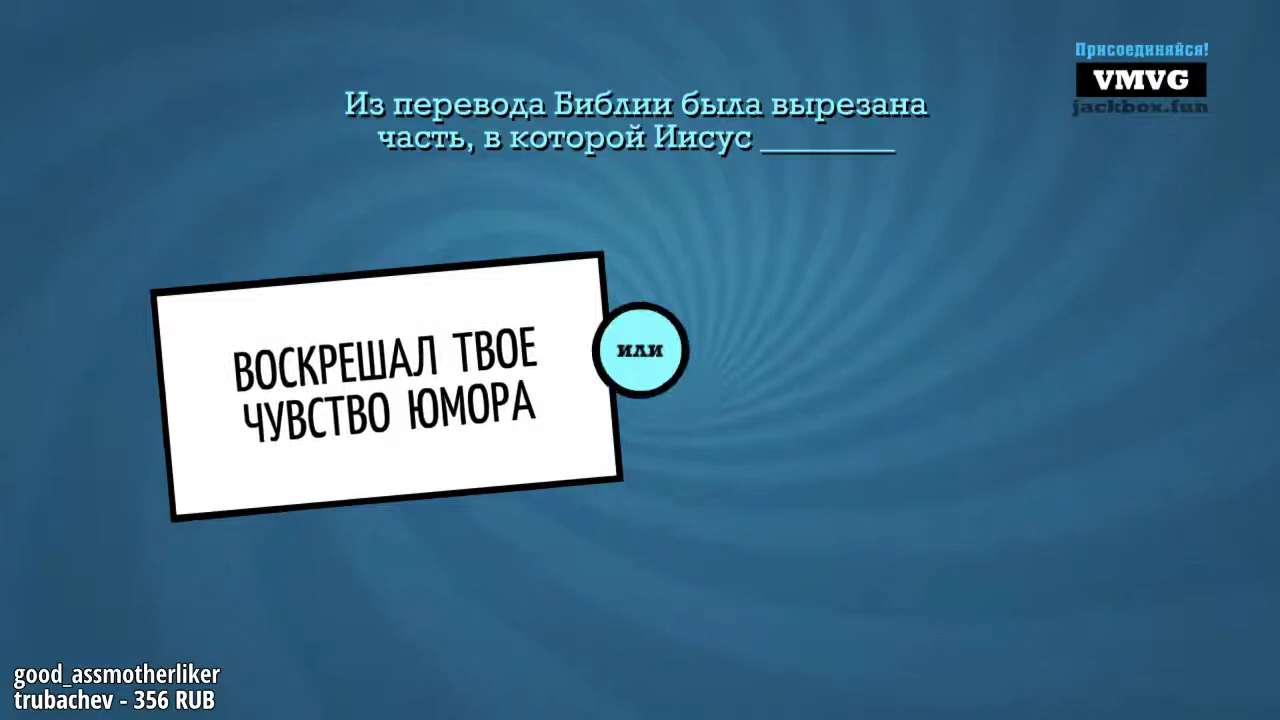 Присоединяйся!
VMVG
jackbox.fun
Из перевода Библии была вырезана
часть, в которой Иисус ________
ВОСКРЕШАЛ ТВОЕ
ЧУВСТВО ЮМОРА
или
good_assmotherliker
trubachev - 356 RUB